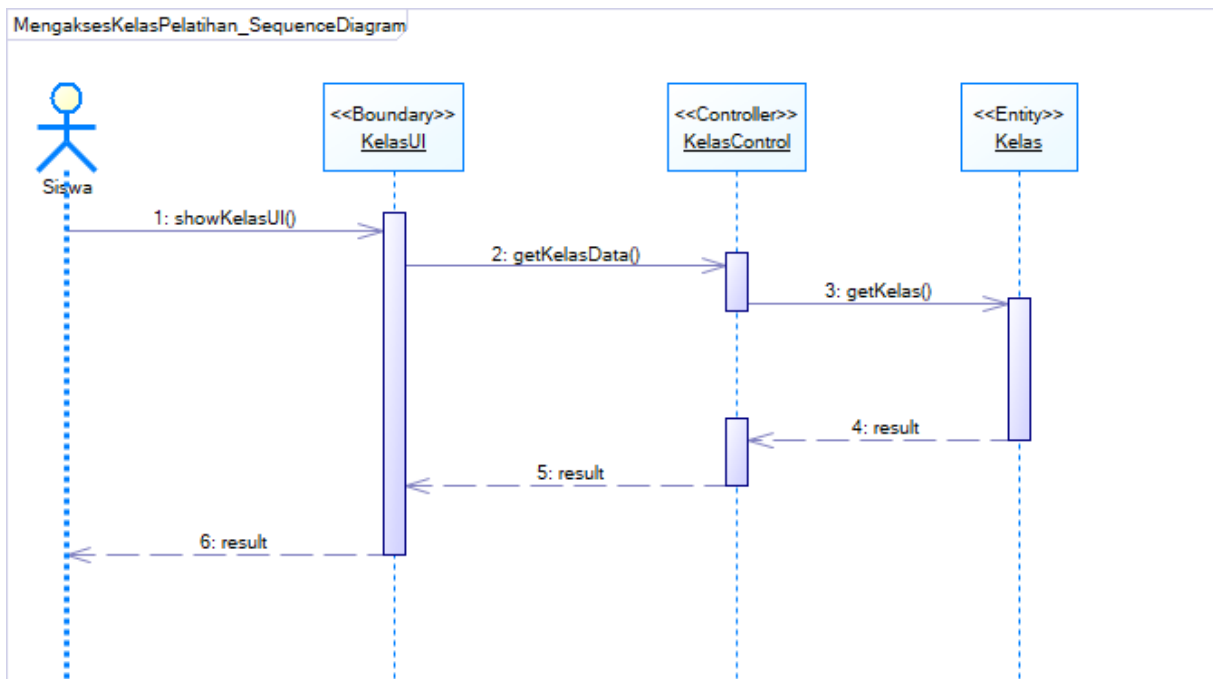 MengaksesKelasPelatihan_SequenceDiagram
Siswa
<<Boundary>>
KelasUI
<<Controller>>
KelasControl
<<Entity>>
Kelas
1: showKelasUI()
2: getKelasData()
3: getKelas()
4: result
5: result
6: result